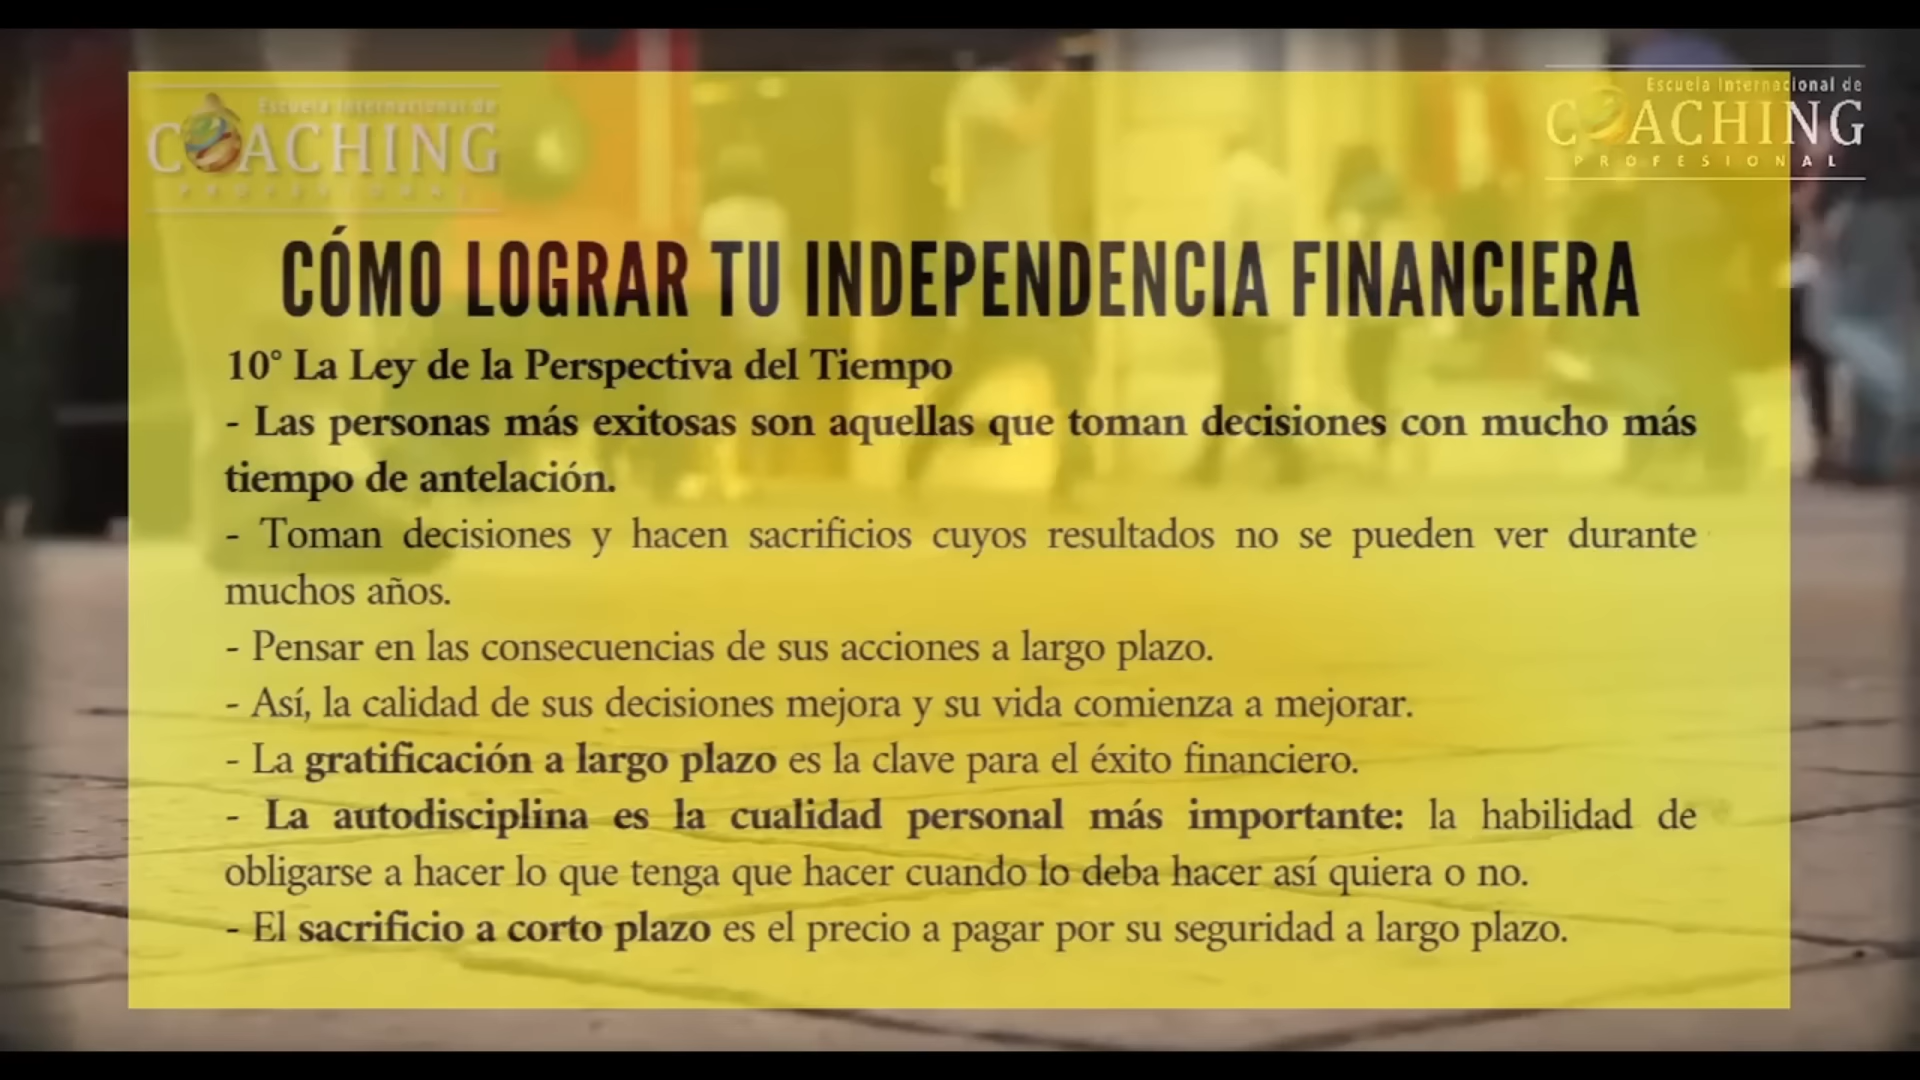 Escuela Internacional de
COACHING
PROFESIONAL
Escuela Internacional de
COACHING
PROFESIONAL
CÓMO LOGRAR TU INDEPENDENCIA FINANCIERA
10° La Ley de la Perspectiva del Tiempo
- Las personas más exitosas son aquellas que toman decisiones con mucho más
tiempo de antelación.
- Toman decisiones y hacen sacrificios cuyos resultados no se pueden ver durante
muchos años.
- Pensar en las consecuencias de sus acciones a largo plazo.
- Así, la calidad de sus decisiones mejora y su vida comienza a mejorar.
- La gratificación a largo plazo es la clave para el éxito financiero.
- La autodisciplina es la cualidad personal más importante: la habilidad de
obligarse a hacer lo que tenga que hacer cuando lo deba hacer así quiera o no.
- El sacrificio a corto plazo es el precio a pagar por su seguridad a largo plazo.